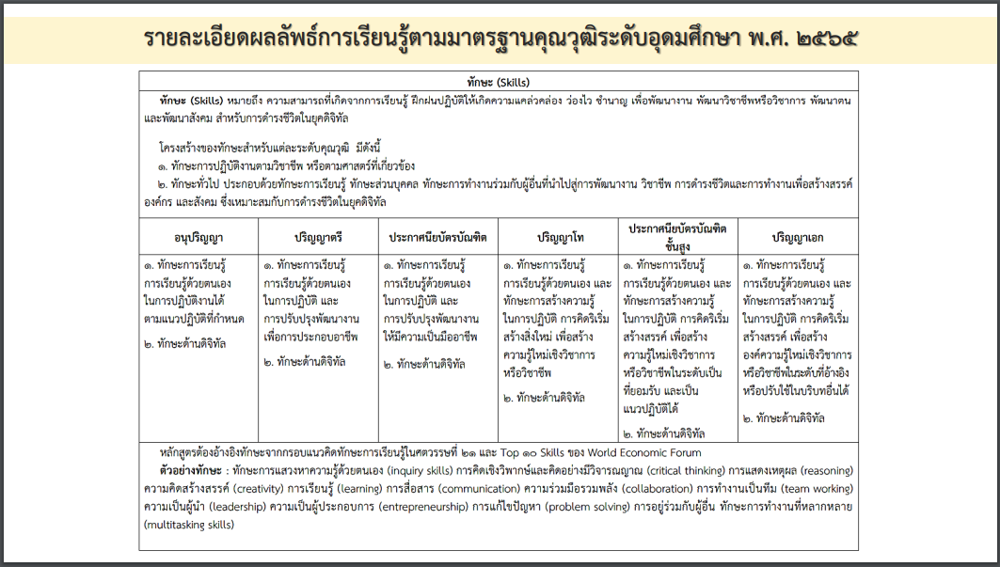 รายละเอียดผลลัพธ์การเรียนรู้ตามมาตรฐานคุณวุฒิระดับอุดมศึกษา พ.ศ. ๒๕๖๕
ทักษะ (Skills)
ทักษะ (Skills) หมายถึง ความสามารถที่เกิดจากการเรียนรู้ ฝึกฝนปฏิบัติให้เกิดความแคล่วคล่อง ว่องไว ชำนาญ เพื่อพัฒนางาน พัฒนาวิชาชีพหรือวิชาการ พัฒนาตน
และพัฒนาสังคม สำหรับการดำรงชีวิตในยุคดิจิทัล
โครงสร้างของทักษะสำหรับแต่ละระดับคุณวุฒิ มีดังนี้
๑. ทักษะการปฏิบัติงานตามวิชาชีพ หรือตามศาสตร์ที่เกี่ยวข้อง
๒. ทักษะทั่วไป ประกอบด้วยทักษะการเรียนรู้ ทักษะส่วนบุคคล ทักษะการทำงานร่วมกับผู้อื่นที่นำไปสู่การพัฒนางาน วิชาชีพ การดำรงชีวิตและการทำงานเพื่อสร้างสรรค์
องค์กร และสังคม ซึ่งเหมาะสมกับการดำรงชีวิตในยุคดิจิทัล
อนุปริญญา
๑. ทักษะการเรียนรู้
การเรียนรู้ด้วยตนเอง
ในการปฏิบัติงานได้
ตามแนวปฏิบัติที่กำหนด
๒. ทักษะด้านดิจิทัล
ปริญญาตรี
๑. ทักษะการเรียนรู้
การเรียนรู้ด้วยตนเอง
ในการปฏิบัติ และ
การปรับปรุงพัฒนางาน
เพื่อการประกอบอาชีพ
๒. ทักษะด้านดิจิทัล
ประกาศนียบัตรบัณฑิต
๑. ทักษะการเรียนรู้
การเรียนรู้ด้วยตนเอง
ในการปฏิบัติ และ
การปรับปรุงพัฒนางาน
ให้มีความเป็นมืออาชีพ
๒. ทักษะด้านดิจิทัล
ปริญญาโท
๑. ทักษะการเรียนรู้
การเรียนรู้ด้วยตนเอง และ
ทักษะการสร้างความรู้
ในการปฏิบัติ การคิดริเริ่ม
สร้างสิ่งใหม่ เพื่อสร้าง
ความรู้ใหม่เชิงวิชาการ
หรือวิชาชีพ
๒. ทักษะด้านดิจิทัล
ประกาศนียบัตรบัณฑิต
ชั้นสูง
๑. ทักษะการเรียนรู้
การเรียนรู้ด้วยตนเอง และ
ทักษะการสร้างความรู้
ในการปฏิบัติ การคิดริเริ่ม
สร้างสรรค์ เพื่อสร้าง
ความรู้ใหม่เชิงวิชาการ
หรือวิชาชีพในระดับเป็น
ที่ยอมรับ และเป็น
แนวปฏิบัติได้
๒. ทักษะด้านดิจิทัล
ปริญญาเอก
๑. ทักษะการเรียนรู้
การเรียนรู้ด้วยตนเอง และ
ทักษะการสร้างความรู้
ในการปฏิบัติ การคิดริเริ่ม
สร้างสรรค์ เพื่อสร้าง
องค์ความรู้ใหม่เชิงวิชาการ
หรือวิชาชีพในระดับที่อ้างอิง
หรือปรับใช้ในบริบทอื่นได้
๒. ทักษะด้านดิจิทัล
หลักสูตรต้องอ้างอิงทักษะจากกรอบแนวคิดทักษะการเรียนรู้ในศตวรรษที่ ๒๑ และ Top ๑๐ Skills ของ World Economic Forum
ตัวอย่างทักษะ : ทักษะการแสวงหาความรู้ด้วยตนเอง (inquiry skills) การคิดเชิงวิพากษ์และคิดอย่างมีวิจารณญาณ (critical thinking) การแสดงเหตุผล (reasoning)
ความคิดสร้างสรรค์ (creativity) การเรียนรู้ (learning) การสื่อสาร (communication) ความร่วมมือรวมพลัง (collaboration) การทำงานเป็นทีม (team working)
ความเป็นผู้นำ (leadership) ความเป็นผู้ประกอบการ (entrepreneurship) การแก้ไขปัญหา (problem solving) การอยู่ร่วมกับผู้อื่น ทักษะการทำงานที่หลากหลาย
(multitasking skills)